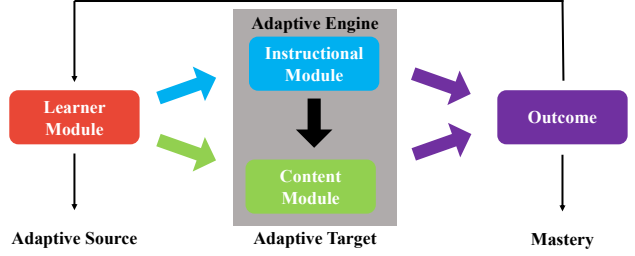 Adaptive Engine
Instructional
Module
Learner
Module
Outcome
Content
Module
Adaptive Source
Adaptive Target
Mastery